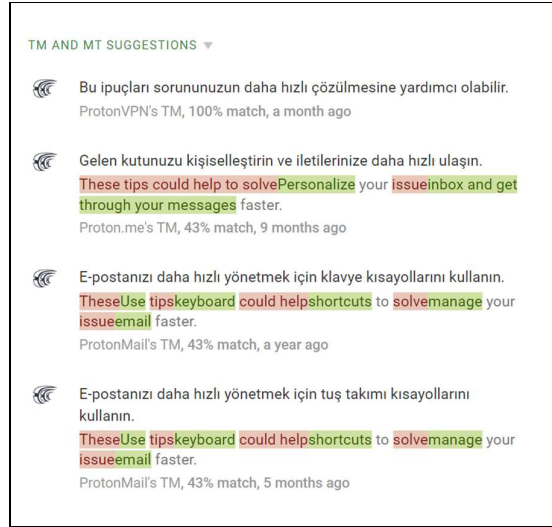 TM AND MT SUGGESTIONS
Bu ipuçları sorununuzun daha hızlı çözülmesine yardımcı olabilir.
ProtonVPN's TM, 100% match, a month ago
Gelen kutunuzu kişiselleştirin ve iletilerinize daha hızlı ulaşın.
These tips could help to solvePersonalize your issueinbox and get
through your messages faster.
Proton.me's TM, 43% match, 9 months ago
E-postanızı daha hızlı yönetmek için klavye kısayollarını kullanın.
TheseUse tipskeyboard could helpshortcuts to solvemanage your
issueemail faster.
ProtonMail's TM, 43% match, a year ago
E-postanızı daha hızlı yönetmek için tuş takımı kısayollarını
kullanın.
TheseUse tipskeyboard could helpshortcuts to solvemanage your
issueemail faster.
ProtonMail's TM, 43% match, 5 months ago